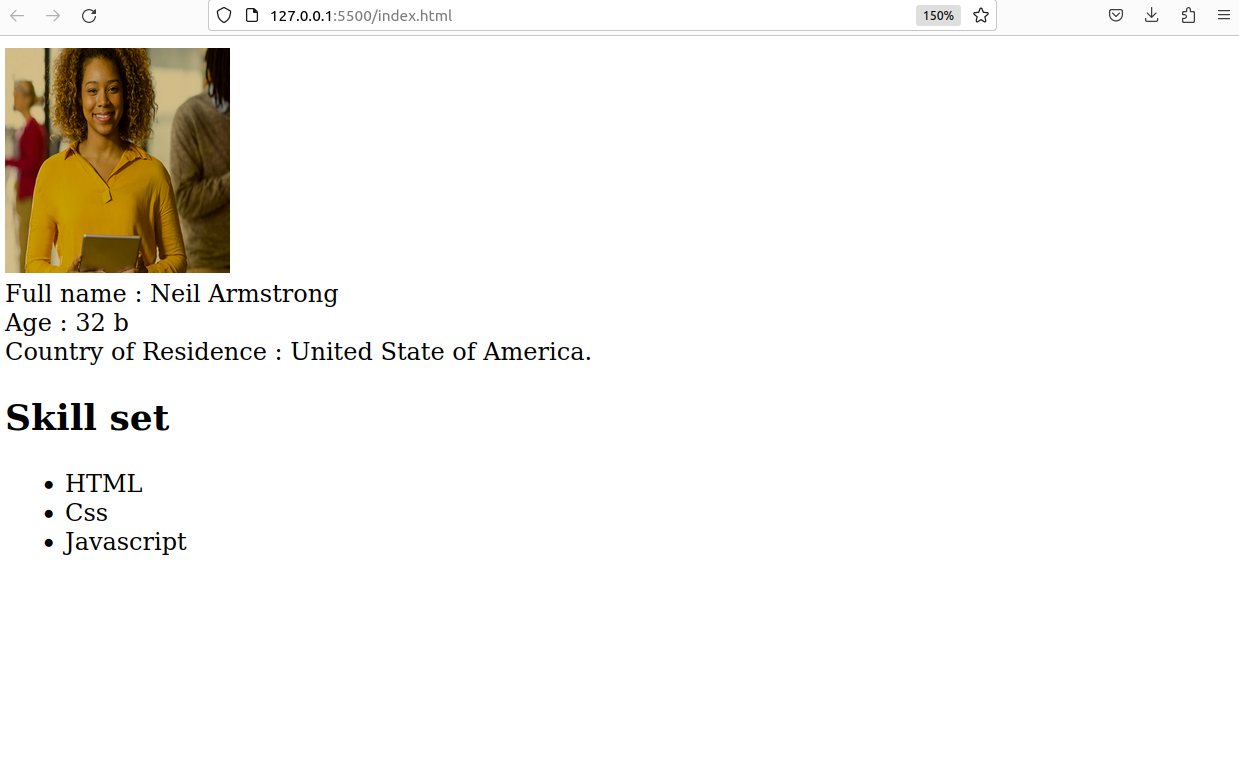 127.0.0.1:5500/index.html
150%
Full name : Neil Armstrong
Age : 32 b
Country of Residence : United State of America.
Skill set
HTML
Css
Javascript